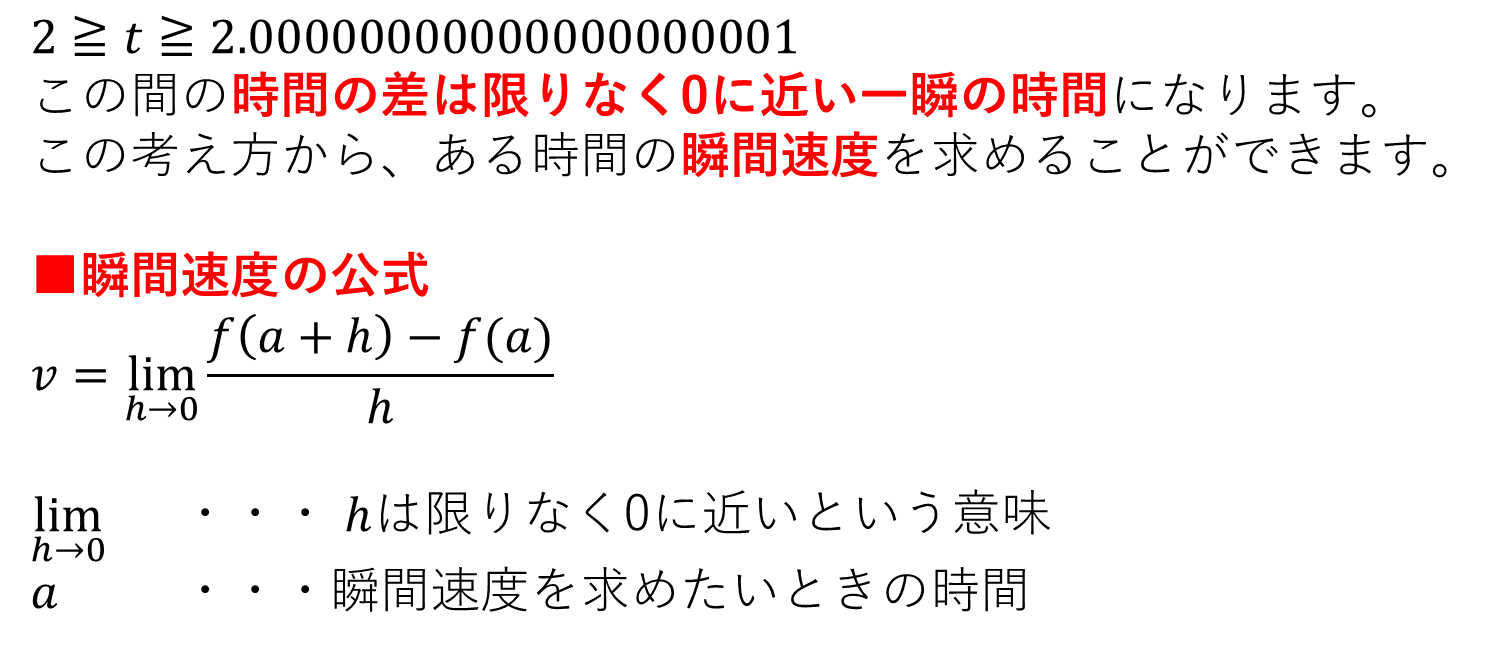 2 ≧ t ≧ 2.00000000000000000001
この間の時間の差は限りなく0に近い一瞬の時間になります。
この考え方から、ある時間の瞬間速度を求めることができます。
■瞬間速度の公式
v = lim h→0 f(a + h) − f(a) / h
lim h→0 ・・・ hは限りなく0に近いという意味
a ・・・瞬間速度を求めたいときの時間